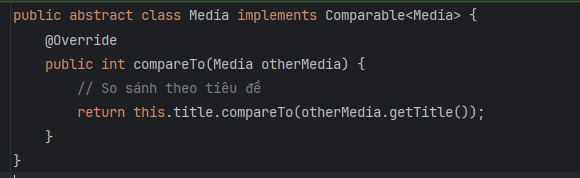 public abstract class Media implements Comparable<Media> {
@Override
public int compareTo(Media otherMedia) {
// So sánh theo tiêu đề
return this.title.compareTo(otherMedia.getTitle());
}
}